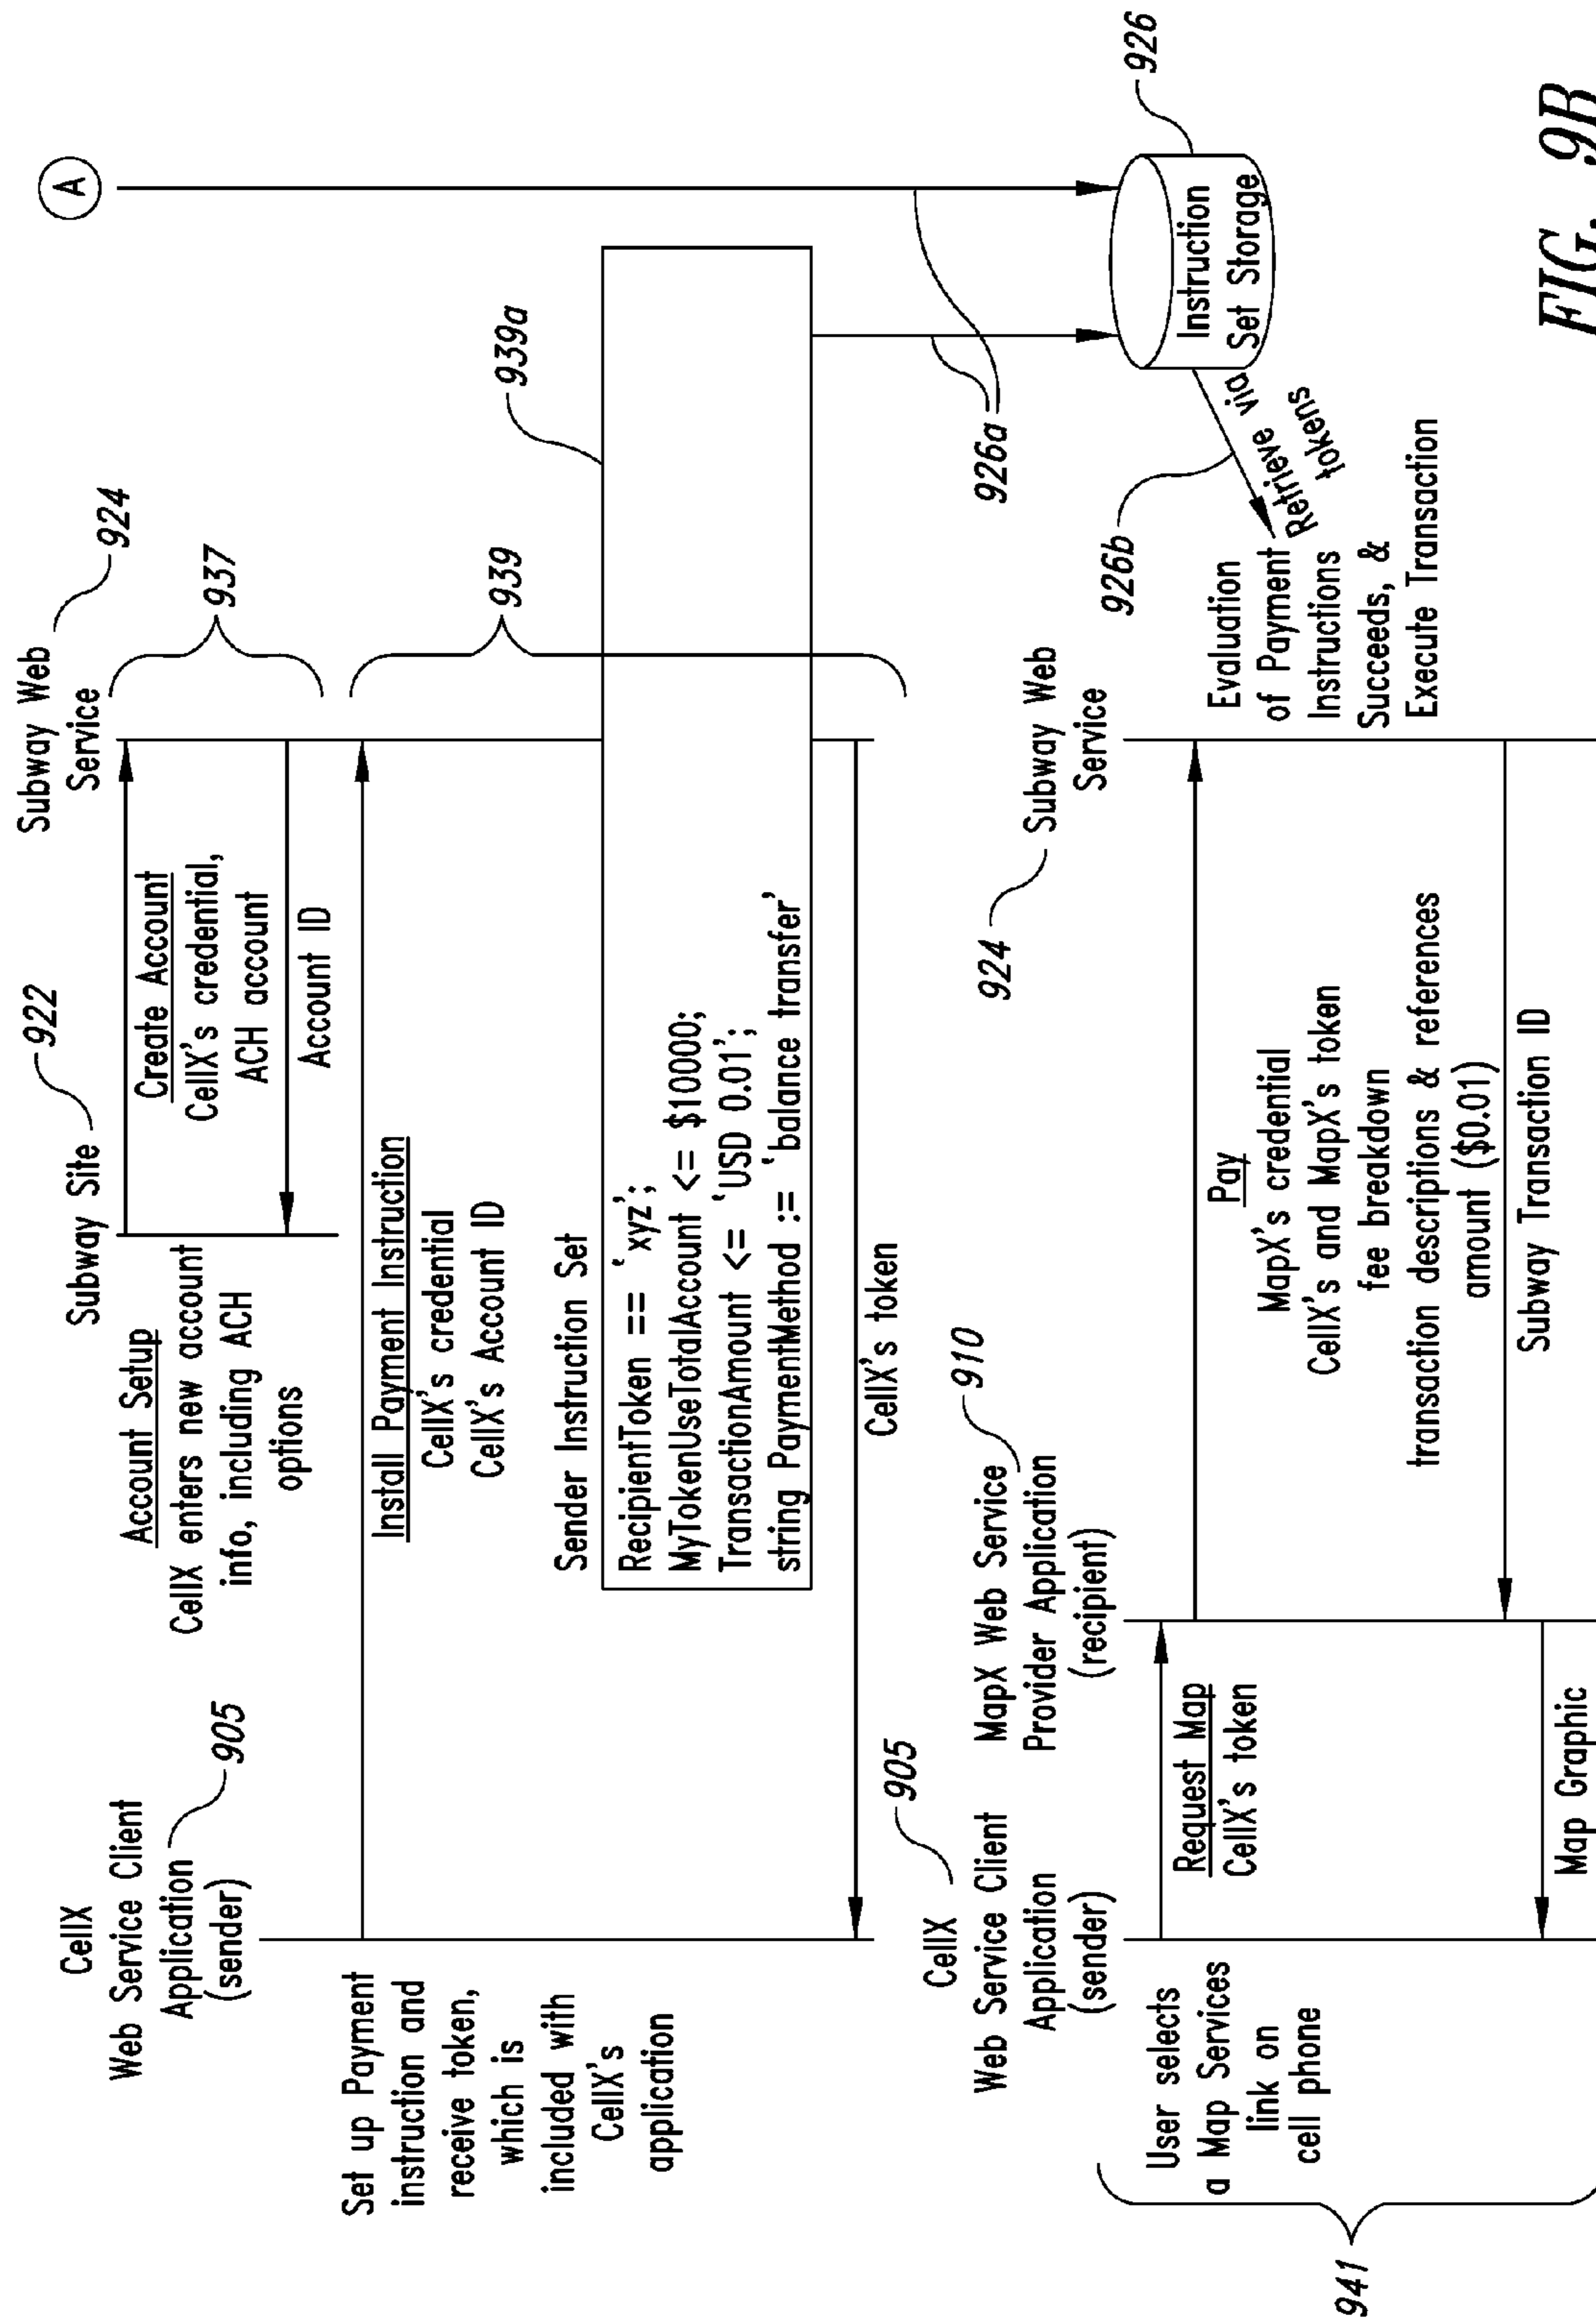 CellX
Web Service Client
Application
(sender)
905
Subway Site
922
Subway Web
Service
924
A
Account Setup
CellX enters new account
info, including ACH
options
Create Account
CellX's credential,
ACH account
Account ID
937
Set up Payment
instruction and
receive token,
which is
included with
CellX's
application
Install Payment Instruction
CellX's credential
CellX's Account ID
939
Sender Instruction Set
939a
RecipientToken == ‘xyz’;
MyTokenUseTotalAccount <= $10000;
TransactionAmount <= ‘USD 0.01’;
string PaymentMethod := ‘balance transfer’
CellX's token
926a
CellX
Web Service Client
Application
(sender)
905
MapX Web Service
Provider Application
(recipient)
910
924
Subway Web
Service
926
Instruction
Set Storage
926b
Retrieve via
tokens
User selects
a Map Services
link on
cell phone
Request Map
CellX's token
Pay
MapX's credential
CellX's and MapX's token
fee breakdown
transaction descriptions & references
amount ($0.01)
Evaluation
of Payment
Instructions
Succeeds, &
Execute Transaction
Subway Transaction ID
Map Graphic
941
FIG. 9B